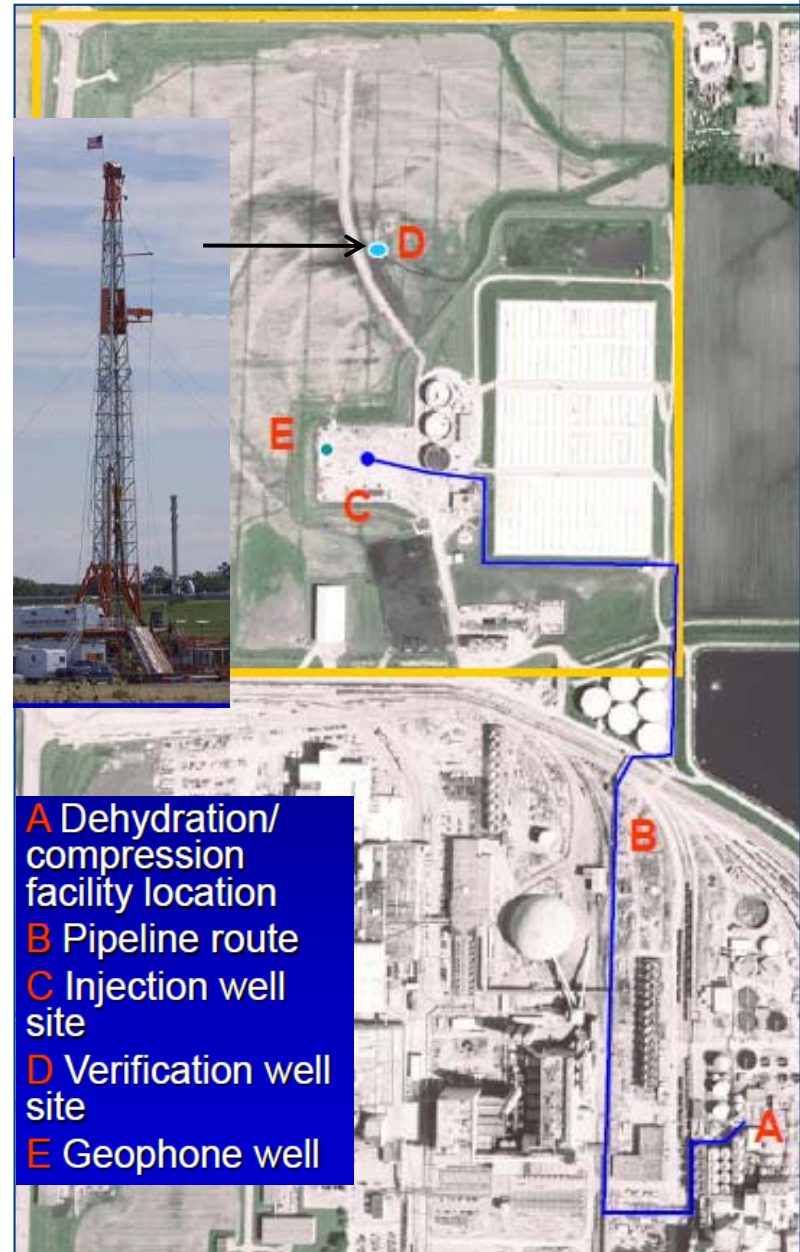 D
E
C
B
A
A Dehydration/
compression
facility location
B Pipeline route
C Injection well
site
D Verification well
site
E Geophone well